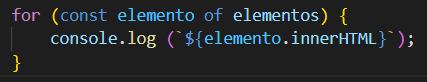 for (const elemento of elementos) {
    console.log (`${elemento.innerHTML}`);
}